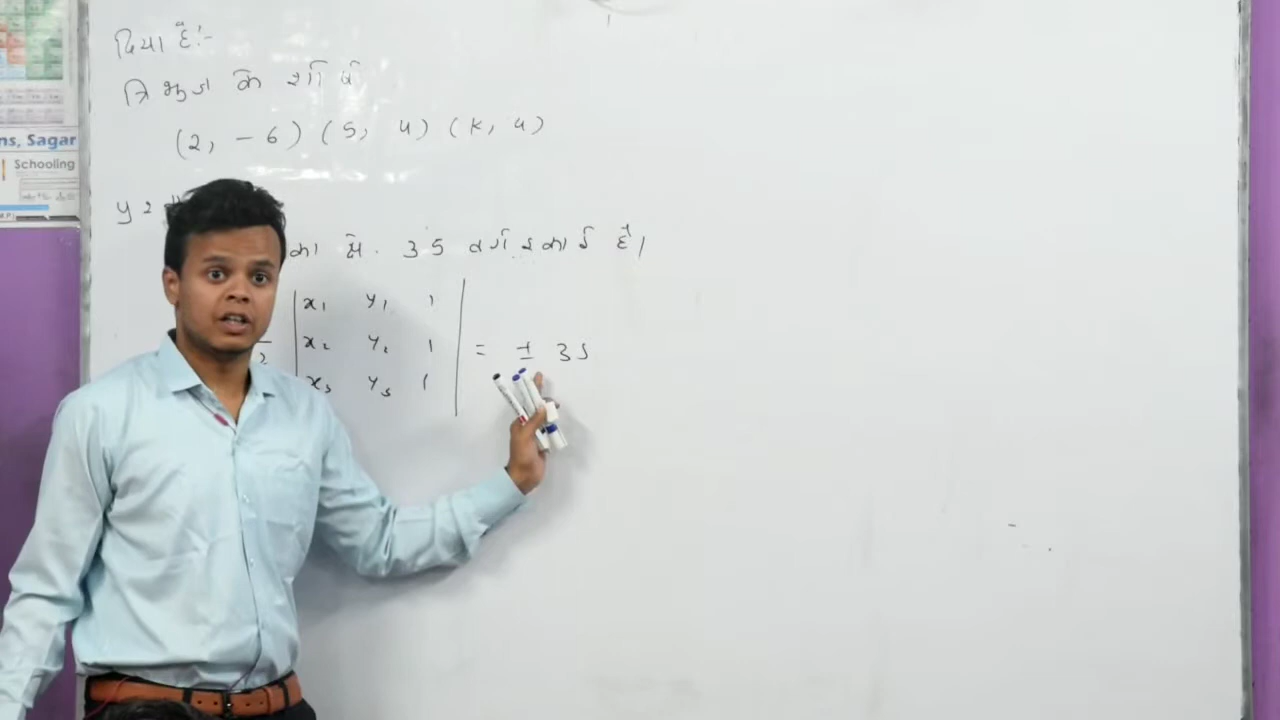 ns, Sagar
Schooling
दिया है:-
त्रिभुज के शीर्ष
(2, -6) (5, 4) (k, 4)
का क्षे. 35 वर्ग इकाई है।
x₁ y₁ 1
2 x₂ y₂ 1 = ± 35
x₃ y₃ 1